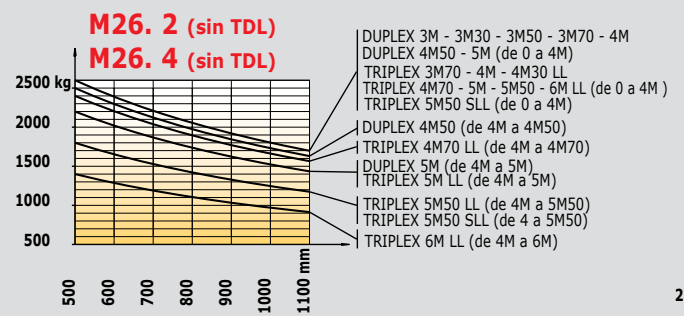 M26. 2 (sin TDL)
M26. 4 (sin TDL)
2500 kg
2000
1500
1000
500
500
600
700
800
900
1000
1100 mm
DUPLEX 3M - 3M30 - 3M50 - 3M70 - 4M
DUPLEX 4M50 - 5M (de 0 a 4M)
TRIPLEX 3M70 - 4M - 4M30 LL
TRIPLEX 4M70 - 5M - 5M50 - 6M LL (de 0 a 4M )
TRIPLEX 5M50 SLL (de 0 a 4M)
DUPLEX 4M50 (de 4M a 4M50)
TRIPLEX 4M70 LL (de 4M a 4M70)
DUPLEX 5M (de 4M a 5M)
TRIPLEX 5M LL (de 4M a 5M)
TRIPLEX 5M50 LL (de 4M a 5M50)
TRIPLEX 5M50 SLL (de 4 a 5M50)
TRIPLEX 6M LL (de 4M a 6M)
2